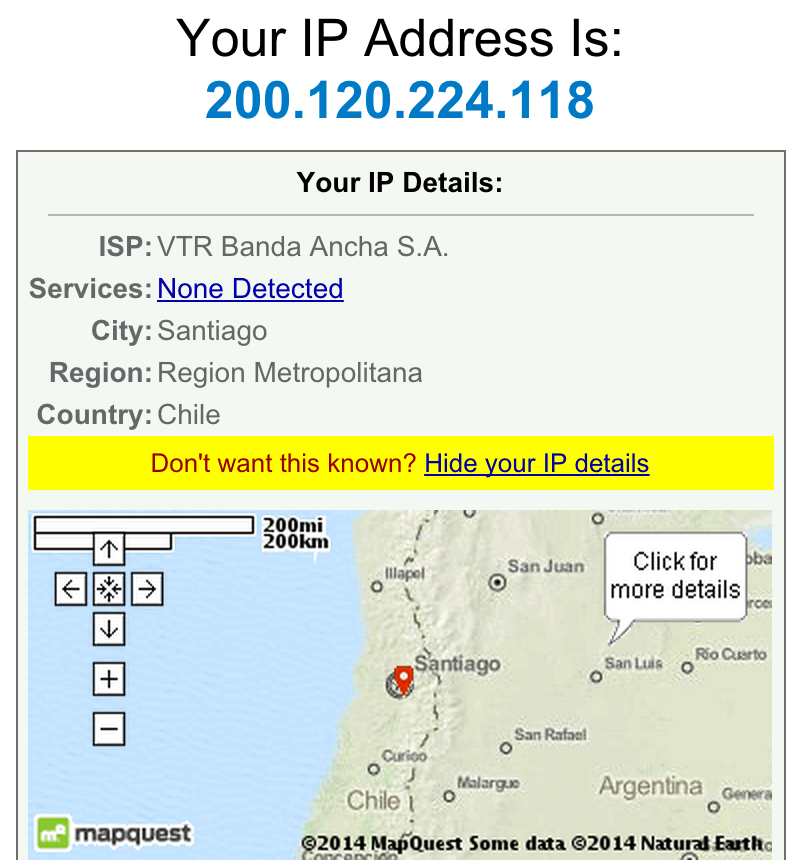 Your IP Address Is:
200.120.224.118
Your IP Details:
ISP: VTR Banda Ancha S.A.
Services: None Detected
City: Santiago
Region: Region Metropolitana
Country: Chile
Don't want this known? Hide your IP details
200mi
200km
Click for
more details
Illapel
San Juan
Santiago
San Luis
Rio Cuarto
San Rafael
Curico
Malargue
Argentina
Chile
Genera
mapquest
©2014 MapQuest Some data ©2014 Natural Earth
Concepción